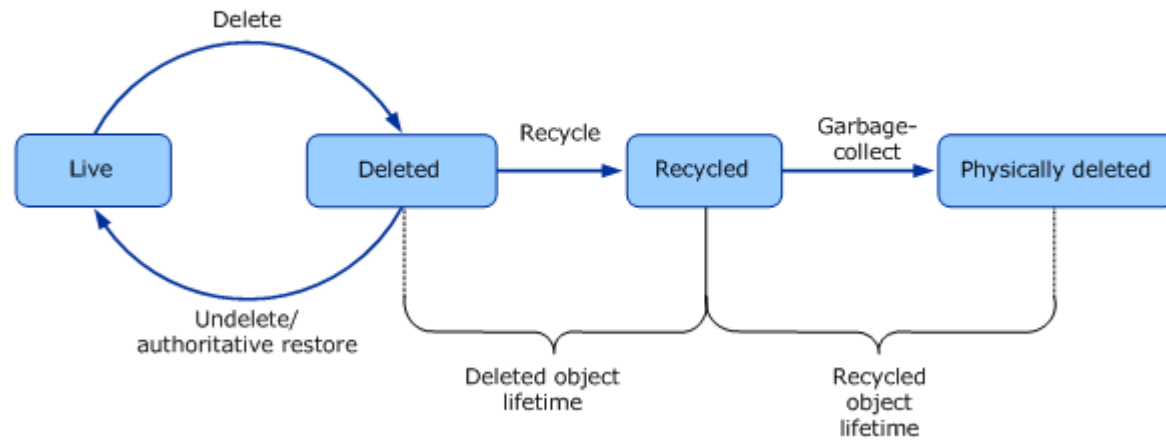 Delete
Live
Deleted
Recycle
Recycled
Garbage-
collect
Physically deleted
Undelete/
authoritative restore
Deleted object
lifetime
Recycled
object
lifetime